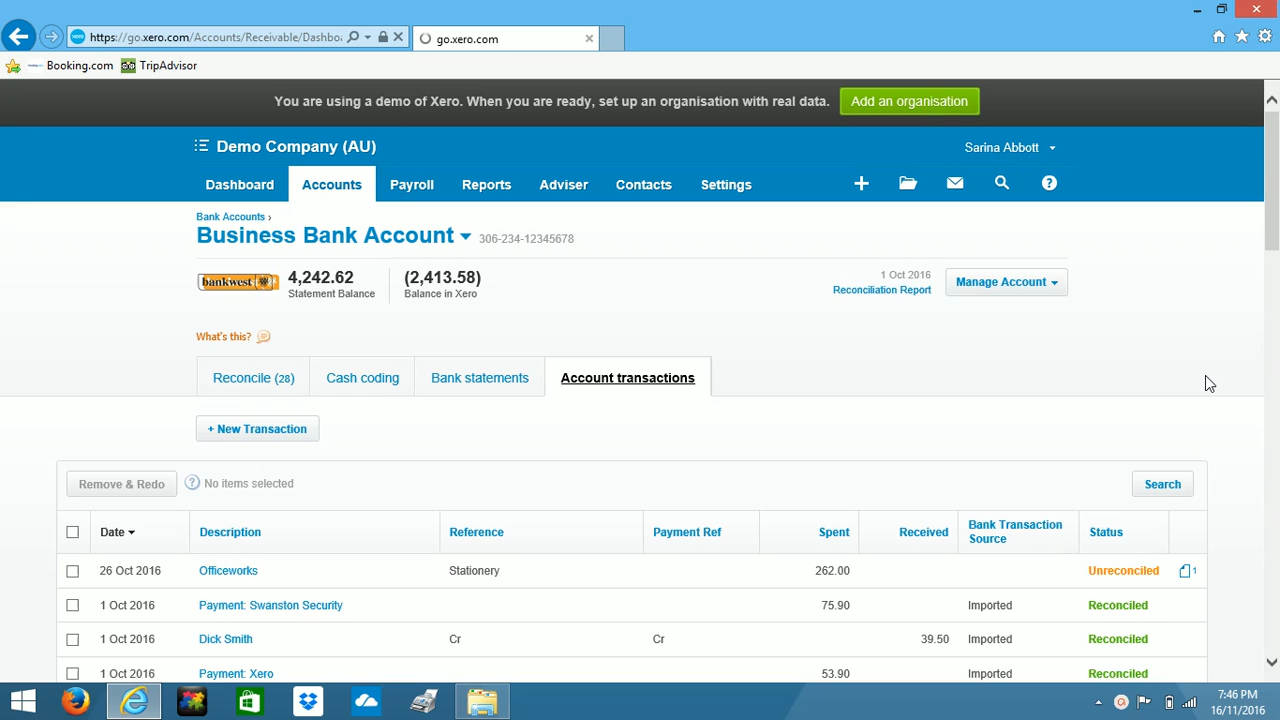 https://go.xero.com/Accounts/Receivable/Dashbo
go.xero.com
Booking.com
TripAdvisor
You are using a demo of Xero. When you are ready, set up an organisation with real data.
Add an organisation
Demo Company (AU)
Sarina Abbott
Dashboard Accounts Payroll Reports Adviser Contacts Settings
Bank Accounts ›
Business Bank Account 306-234-12345678
bankwest 4,242.62 (2,413.58)
Statement Balance Balance in Xero
1 Oct 2016
Reconciliation Report
Manage Account
What's this?
Reconcile (28) Cash coding Bank statements Account transactions
+ New Transaction
Remove & Redo ? No items selected Search
Date Description Reference Payment Ref Spent Received Bank Transaction Source Status
26 Oct 2016 Officeworks Stationery 262.00 Unreconciled 1
1 Oct 2016 Payment: Swanston Security 75.90 Imported Reconciled
1 Oct 2016 Dick Smith Cr Cr 39.50 Imported Reconciled
1 Oct 2016 Payment: Xero 53.90 Imported Reconciled
7:46 PM
16/11/2016